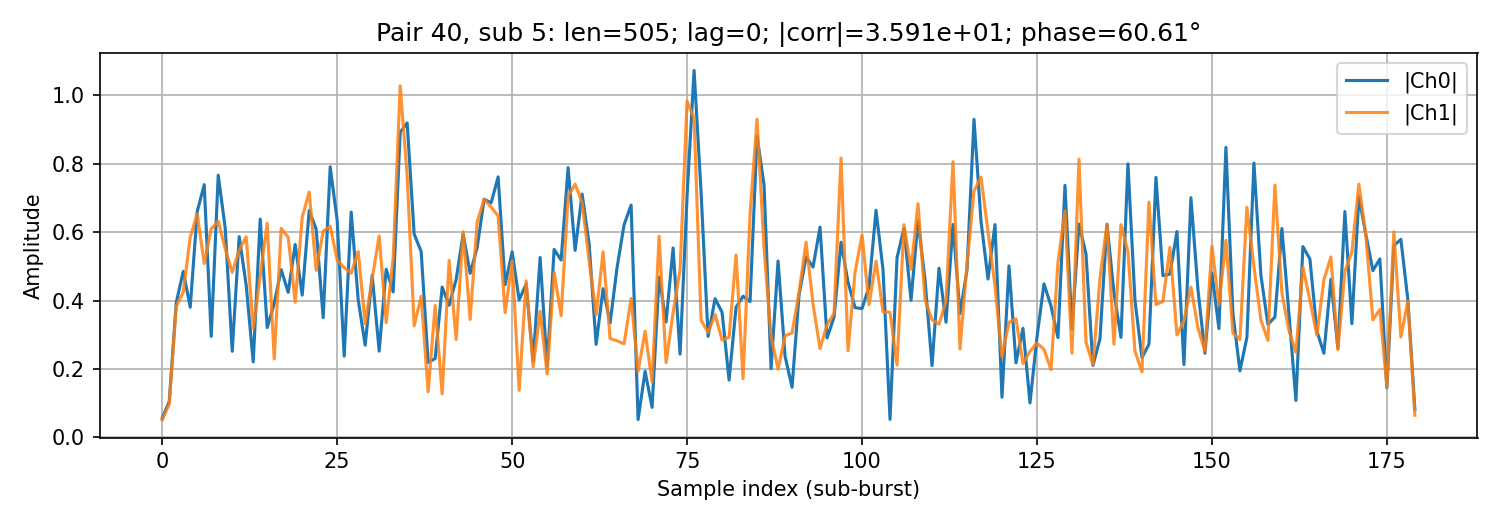 Pair 40, sub 5: len=505; lag=0; |corr|=3.591e+01; phase=60.61°
|Ch0|
|Ch1|
Amplitude
1.0
0.8
0.6
0.4
0.2
0.0
0 25 50 75 100 125 150 175
Sample index (sub-burst)